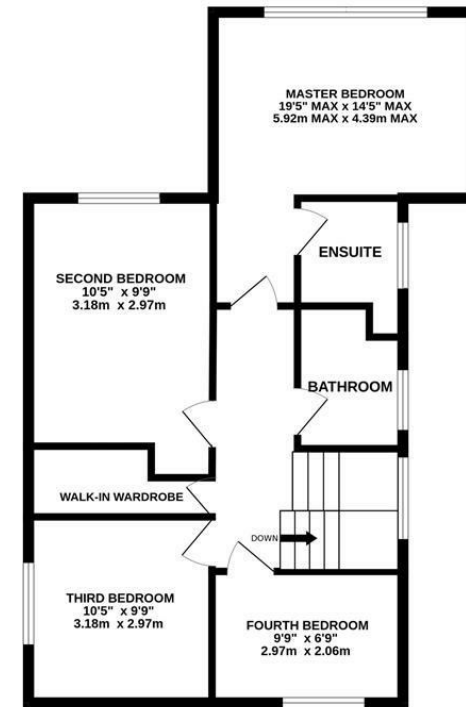 MASTER BEDROOM
19'5" MAX x 14'5" MAX
5.92m MAX x 4.39m MAX
ENSUITE
SECOND BEDROOM
10'5" x 9'9"
3.18m x 2.97m
BATHROOM
WALK-IN WARDROBE
DOWN
THIRD BEDROOM
10'5" x 9'9"
3.18m x 2.97m
FOURTH BEDROOM
9'9" x 6'9"
2.97m x 2.06m